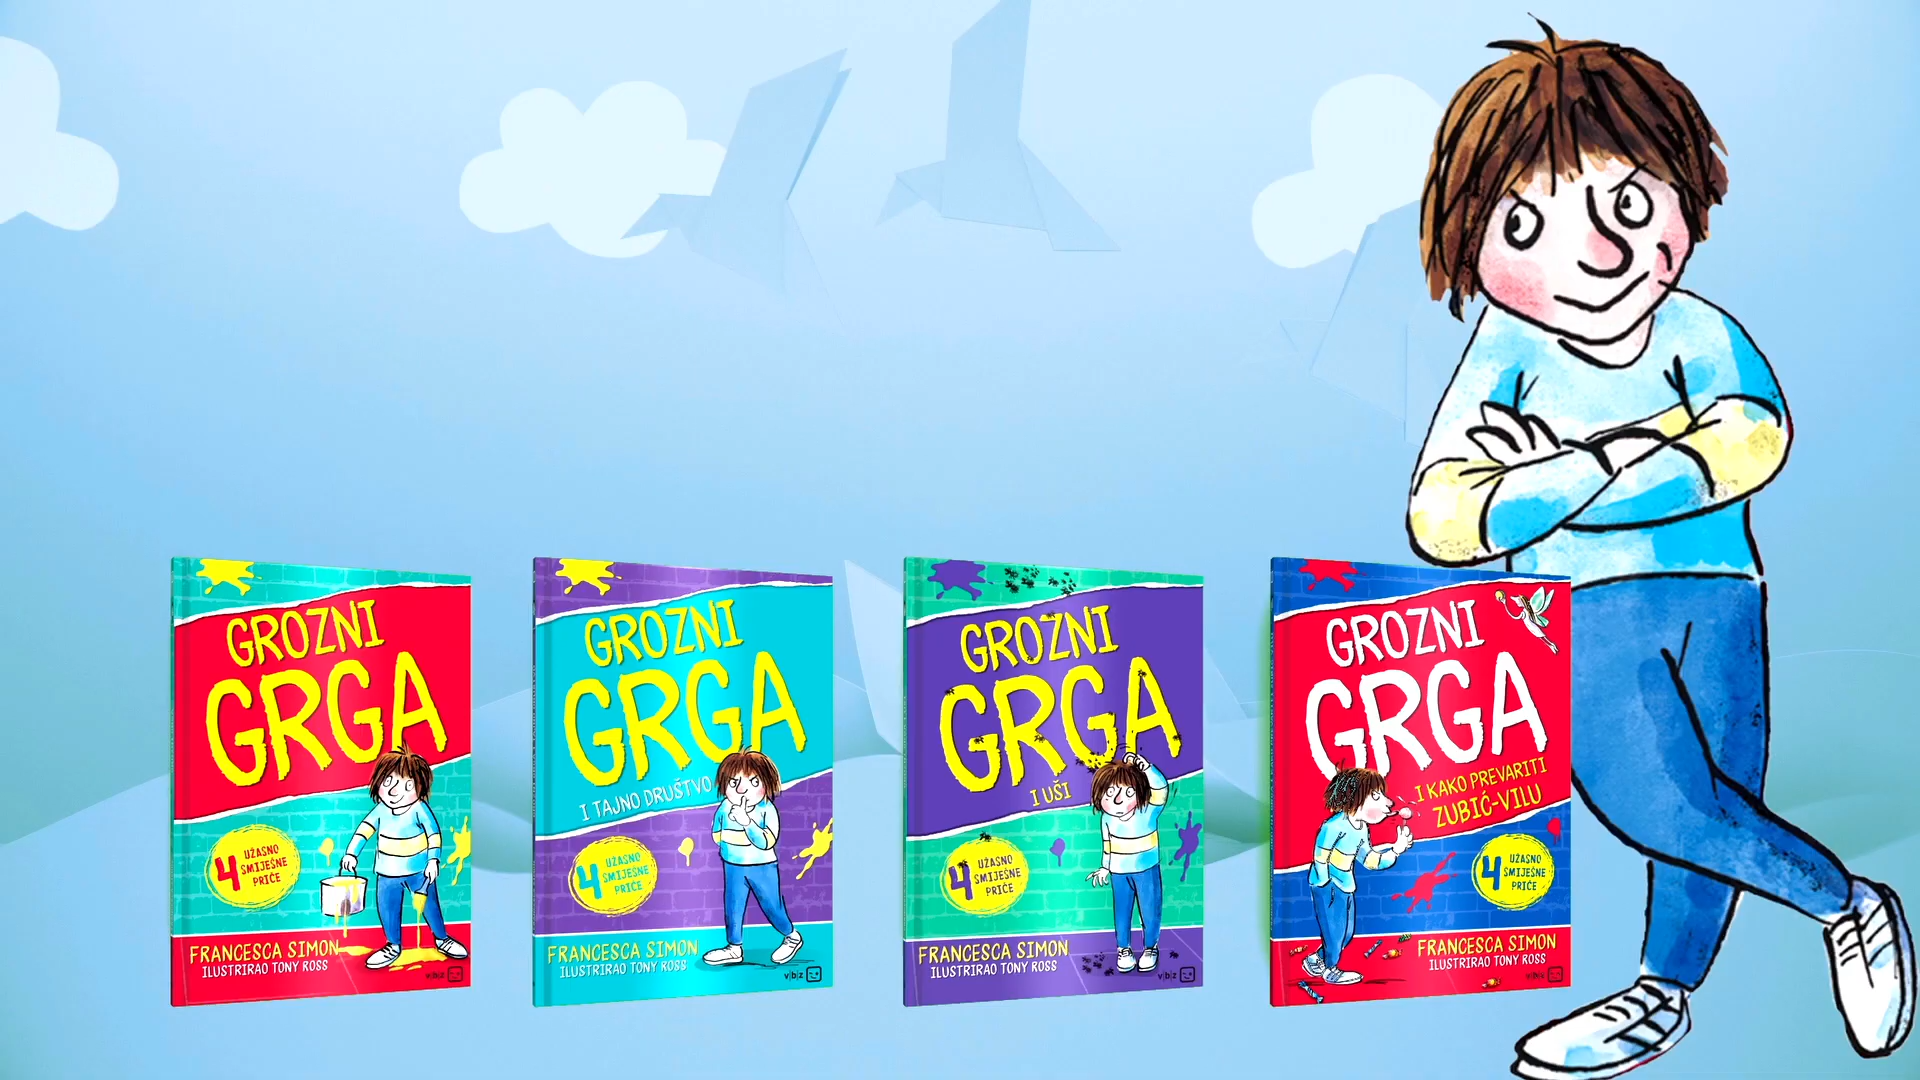 GROZNI
GRGA
4 UŽASNO
SMIJEŠNE
PRIČE
FRANCESCA SIMON
ILUSTRIRAO TONY ROSS
v|b|z
GROZNI
GRGA
I TAJNO DRUŠTVO
4 UŽASNO
SMIJEŠNE
PRIČE
FRANCESCA SIMON
ILUSTRIRAO TONY ROSS
v|b|z
GROZNI
GRGA
I UŠI
4 UŽASNO
SMIJEŠNE
PRIČE
FRANCESCA SIMON
ILUSTRIRAO TONY ROSS
v|b|z
GROZNI
GRGA
I KAKO PREVARITI
ZUBIĆ-VILU
4 UŽASNO
SMIJEŠNE
PRIČE
FRANCESCA SIMON
ILUSTRIRAO TONY ROSS
v|b|z